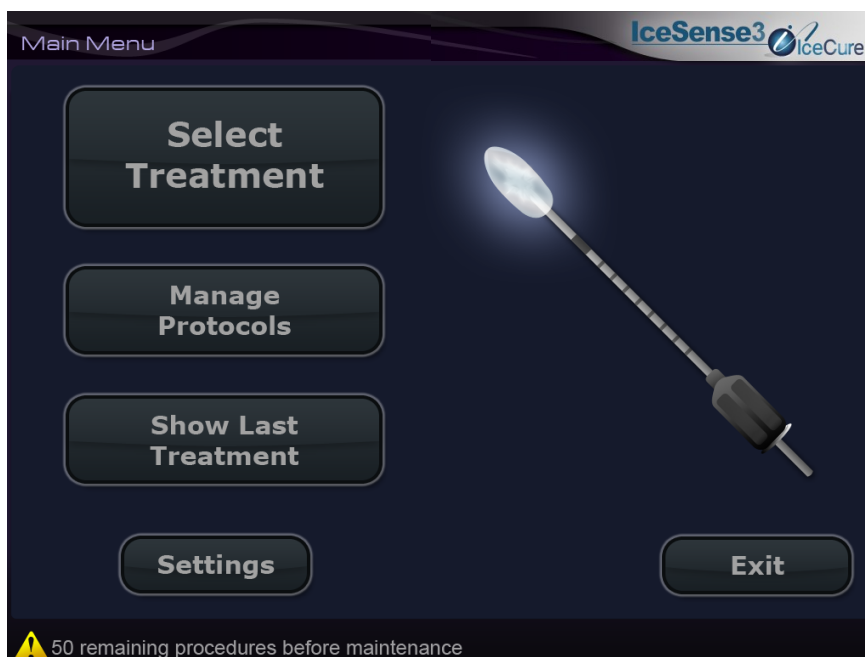 Main Menu
IceSense3
IceCure
Select
Treatment
Manage
Protocols
Show Last
Treatment
Settings
Exit
50 remaining procedures before maintenance